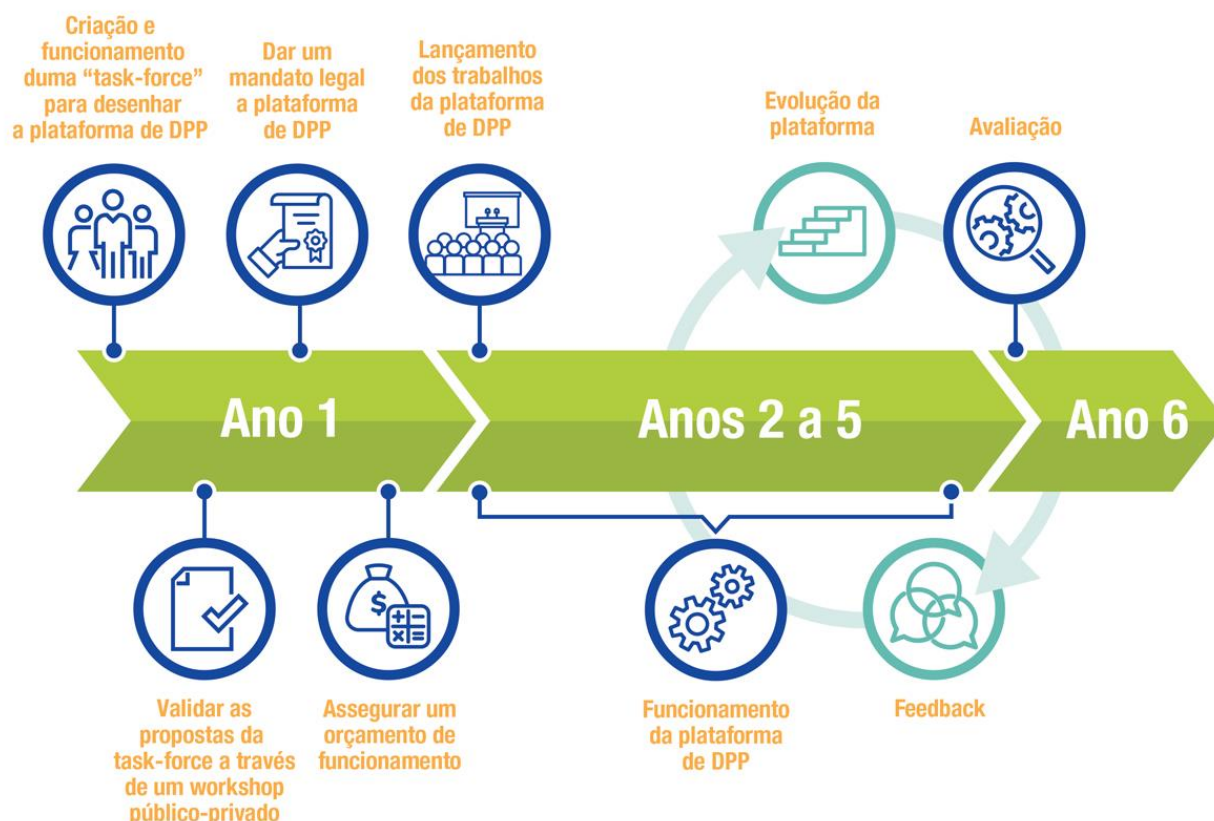 Criação e
funcionamento
duma “task-force”
para desenhar
a plataforma de DPP
Dar um
mandato legal
a plataforma
de DPP
Lançamento
dos trabalhos
da plataforma
de DPP
Evolução da
plataforma
Avaliação
$
Ano 1
Anos 2 a 5
Ano 6
Validar as
propostas da
task-force a través
de um workshop
público-privado
Assegurar um
orçamento de
funcionamento
Funcionamento
da plataforma
de DPP
Feedback